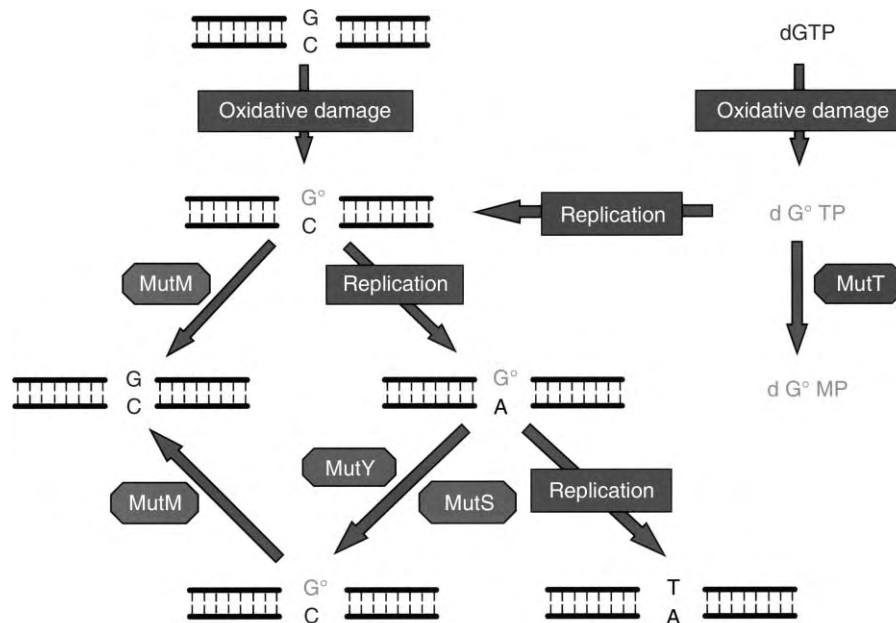 G
C
dGTP
Oxidative damage
Oxidative damage
G°
C
Replication
d G° TP
MutM
Replication
MutT
G
C
G°
A
d G° MP
MutY
MutM
MutS
Replication
G°
C
T
A